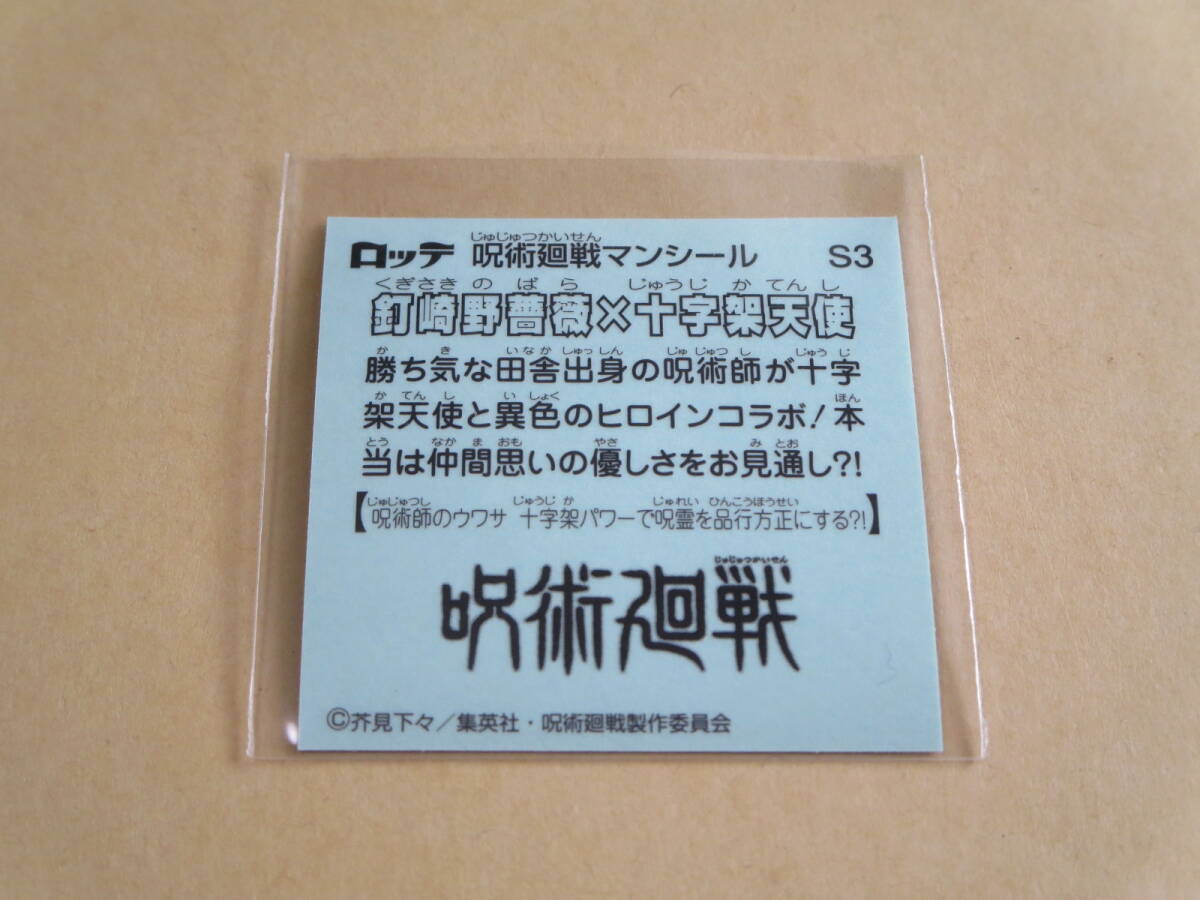 じゅじゅつかいせん
ロッテ 呪術廻戦マンシール S3
くぎさき の ば ら じゅうじ か てんし
釘崎野薔薇×十字架天使
か き いなか しゅっしん じゅ じゅつ し じゅう じ
勝ち気な田舎出身の呪術師が十字
か てん し い しょく ほん
架天使と異色のヒロインコラボ!本
とう なか ま おも やさ み とお
当は仲間思いの優しさをお見通し?!
じゅじゅつし じゅうじ か じゅれい ひんこうほうせい
【呪術師のウワサ 十字架パワーで呪霊を品行方正にする?!】
じゅじゅつかいせん
呪術廻戦
©芥見下々/集英社・呪術廻戦製作委員会